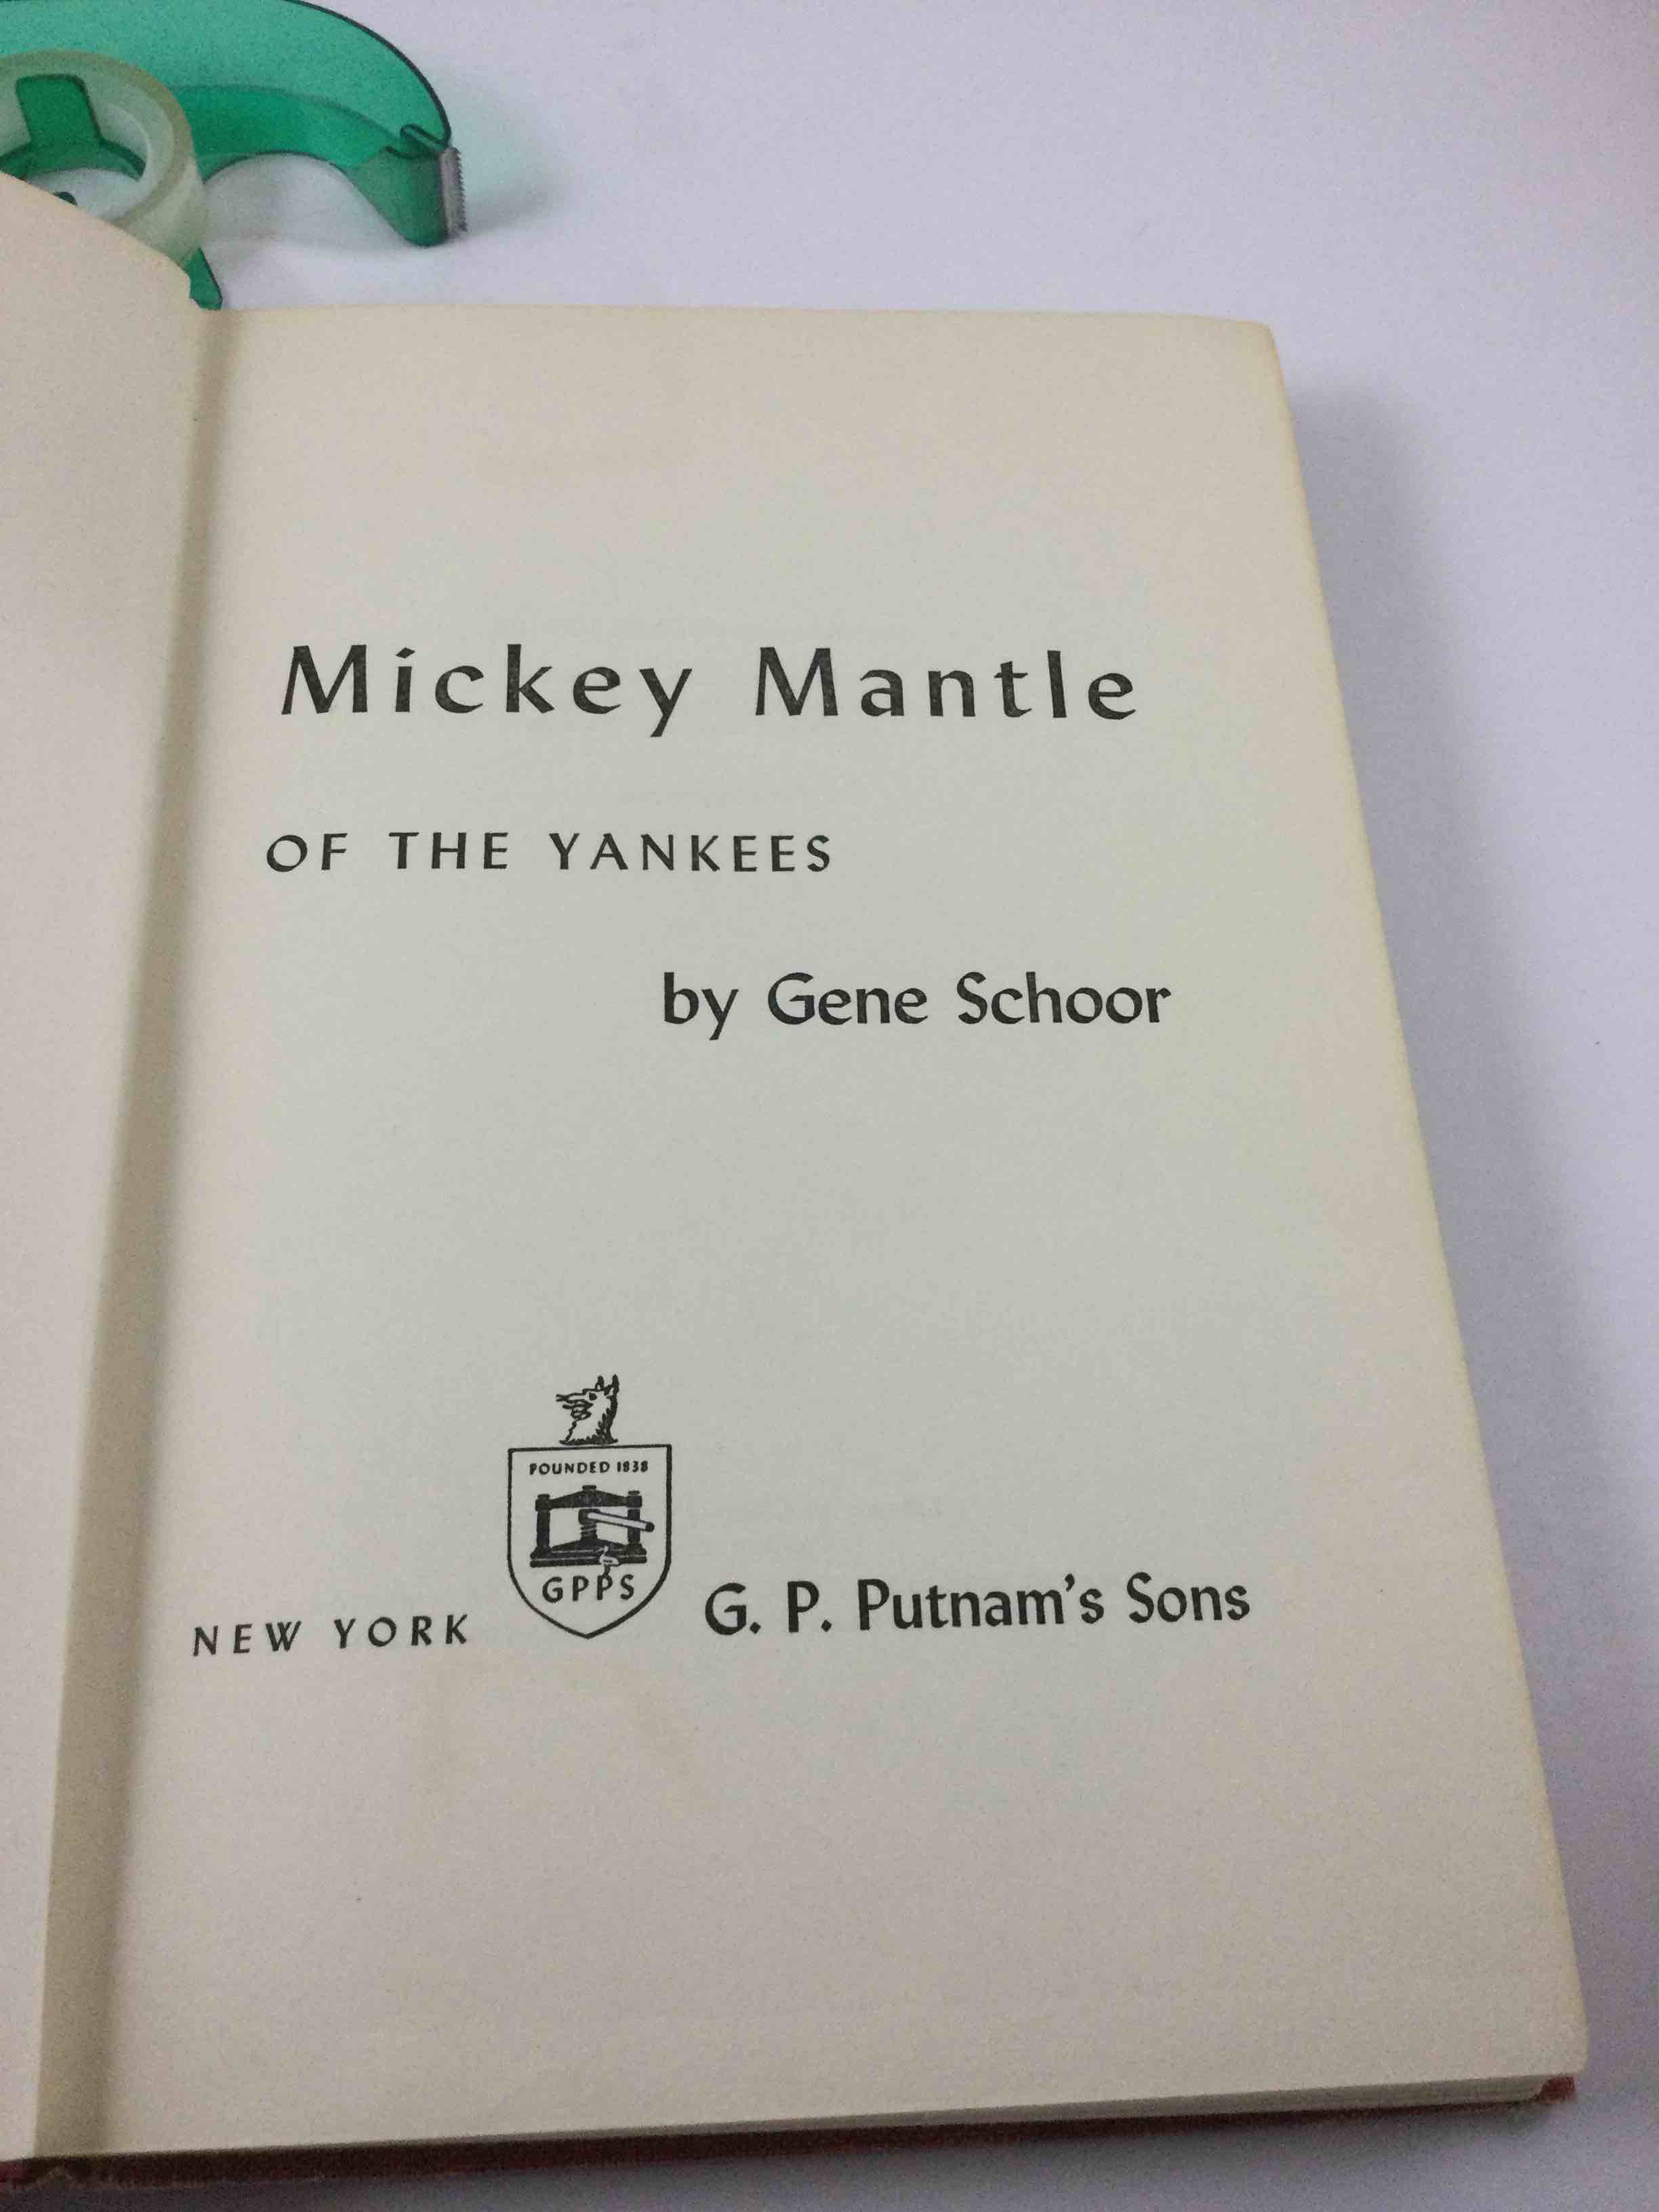 Mickey Mantle
OF THE YANKEES
by Gene Schoor
FOUNDED 1838
GPPS
NEW YORK
G. P. Putnam's Sons